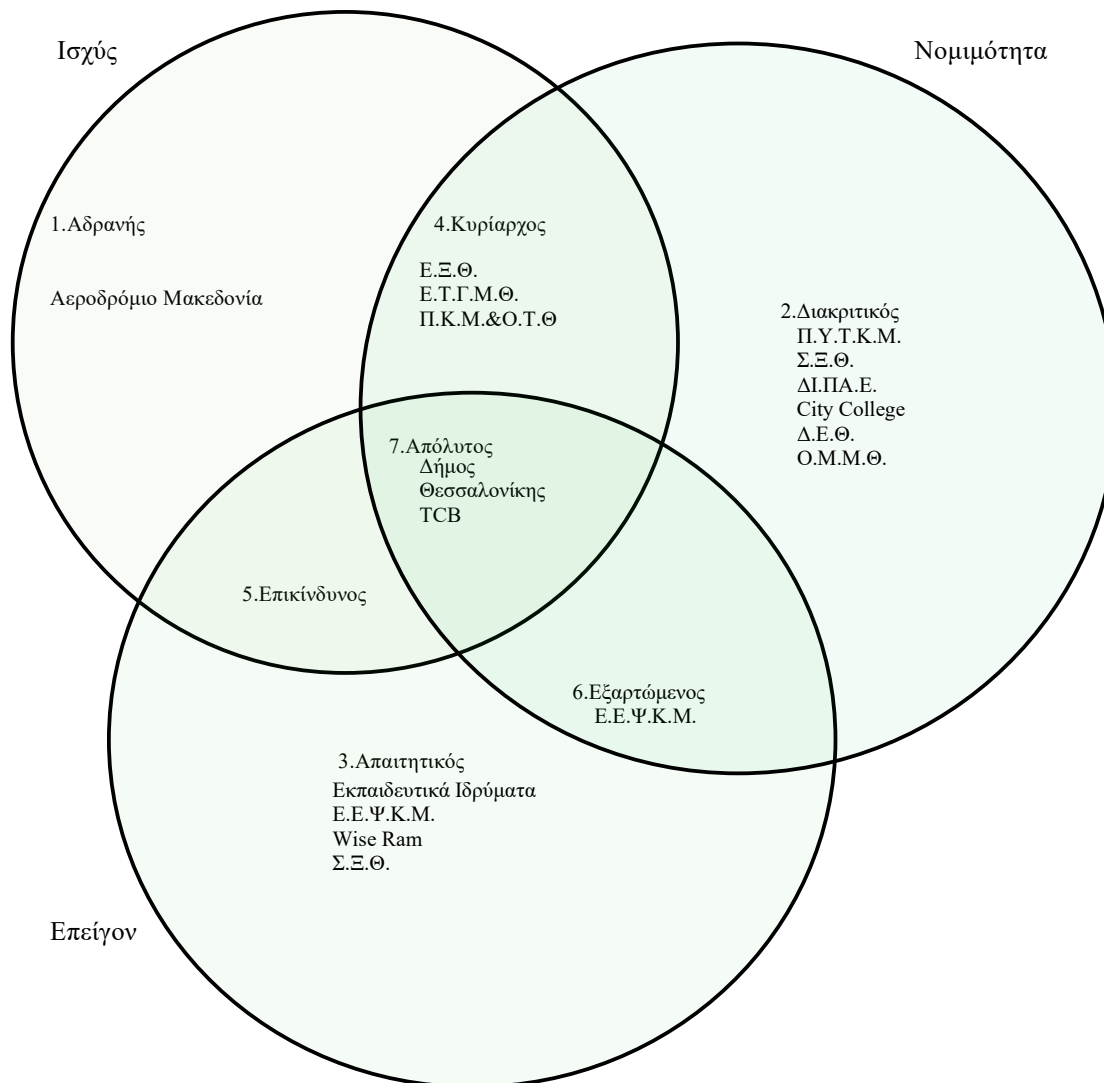 Ισχύς
Νομιμότητα
1.Αδρανής
Αεροδρόμιο Μακεδονία
4.Κυρίαρχος
Ε.Ξ.Θ.
Ε.Τ.Γ.Μ.Θ.
Π.Κ.Μ.&Ο.Τ.Θ
2.Διακριτικός
Π.Υ.Τ.Κ.Μ.
Σ.Ξ.Θ.
ΔΙ.ΠΑ.Ε.
City College
Δ.Ε.Θ.
Ο.Μ.Μ.Θ.
7.Απόλυτος
Δήμος
Θεσσαλονίκης
TCB
5.Επικίνδυνος
6.Εξαρτώμενος
Ε.Ε.Ψ.Κ.Μ.
3.Απαιτητικός
Εκπαιδευτικά Ιδρύματα
Ε.Ε.Ψ.Κ.Μ.
Wise Ram
Σ.Ξ.Θ.
Επείγον